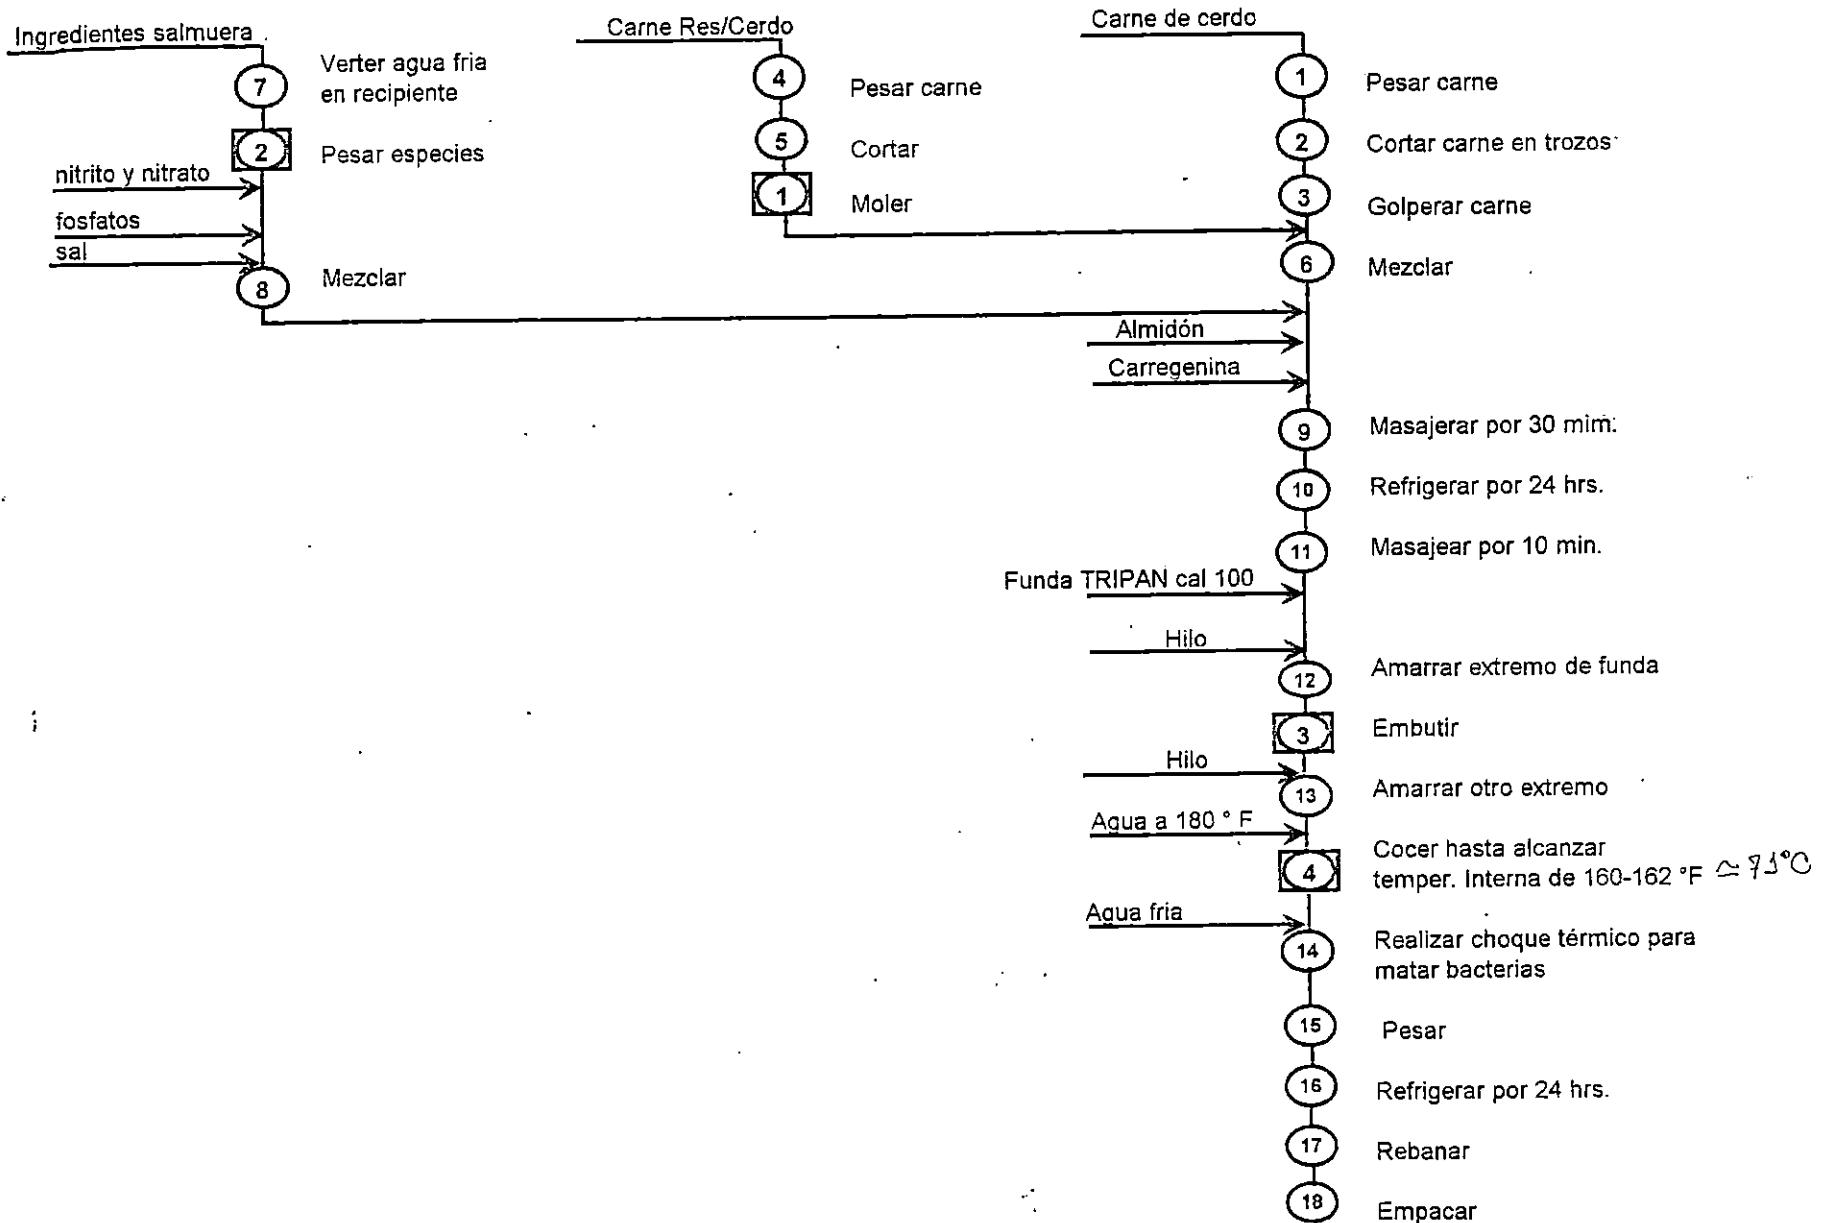 Ingredientes salmuera
7
Verter agua fria
en recipiente
2
Pesar especies
nitrito y nitrato
fosfatos
sal
8
Mezclar
Carne Res/Cerdo
4
Pesar carne
5
Cortar
1
Moler
Carne de cerdo
1
Pesar carne
2
Cortar carne en trozos
3
Golperar carne
6
Mezclar
Almidón
Carregenina
9
Masajerar por 30 mim.
10
Refrigerar por 24 hrs.
11
Masajear por 10 min.
Funda TRIPAN cal 100
Hilo
12
Amarrar extremo de funda
3
Embutir
Hilo
13
Amarrar otro extremo
Agua a 180 ° F
4
Cocer hasta alcanzar
temper. Interna de 160-162 °F ≃ 71°C
Agua fria
14
Realizar choque térmico para
matar bacterias
15
Pesar
16
Refrigerar por 24 hrs.
17
Rebanar
18
Empacar